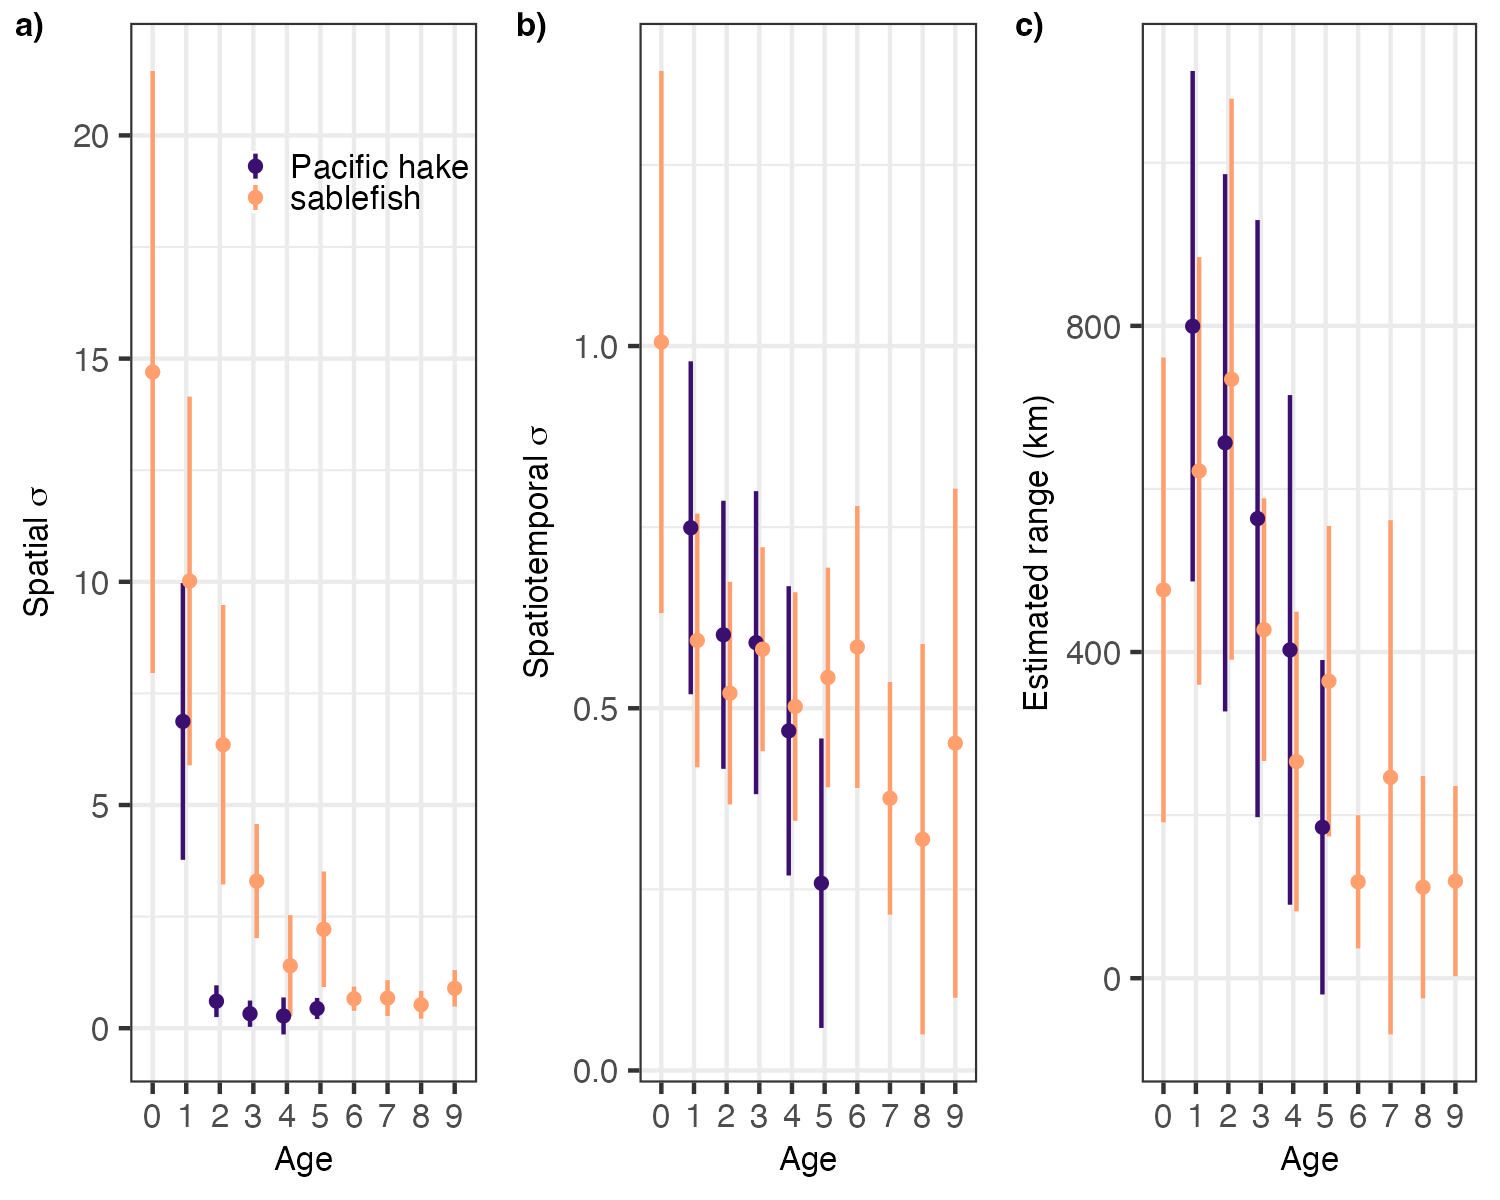 a)
20
15
10
5
0
Spatial σ
Pacific hake
sablefish
0 1 2 3 4 5 6 7 8 9
Age
b)
1.0
0.5
0.0
Spatiotemporal σ
0 1 2 3 4 5 6 7 8 9
Age
c)
800
400
0
Estimated range (km)
0 1 2 3 4 5 6 7 8 9
Age